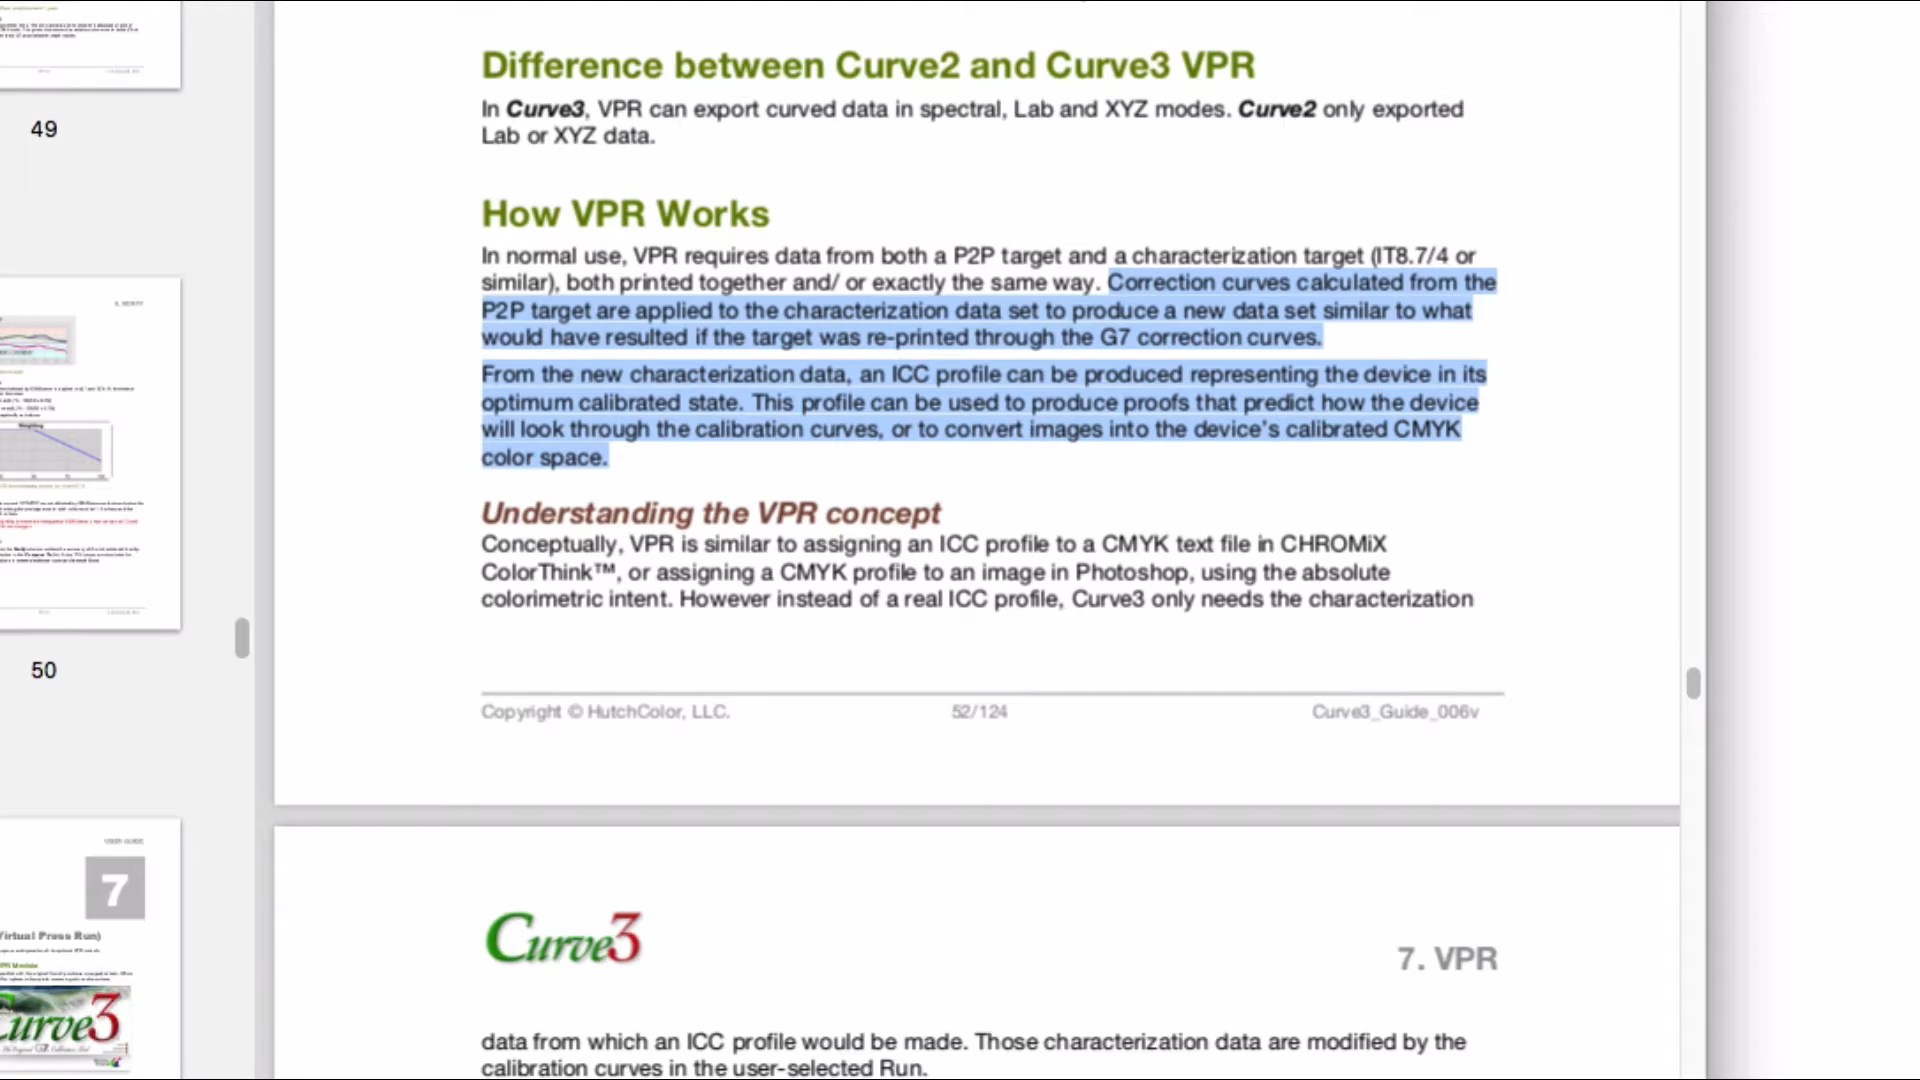 49
50
USER GUIDE
7
Virtual Press Run)
VPR Module
Curve3
Difference between Curve2 and Curve3 VPR
In Curve3, VPR can export curved data in spectral, Lab and XYZ modes. Curve2 only exported
Lab or XYZ data.
How VPR Works
In normal use, VPR requires data from both a P2P target and a characterization target (IT8.7/4 or
similar), both printed together and/ or exactly the same way. Correction curves calculated from the
P2P target are applied to the characterization data set to produce a new data set similar to what
would have resulted if the target was re-printed through the G7 correction curves.
From the new characterization data, an ICC profile can be produced representing the device in its
optimum calibrated state. This profile can be used to produce proofs that predict how the device
will look through the calibration curves, or to convert images into the device's calibrated CMYK
color space.
Understanding the VPR concept
Conceptually, VPR is similar to assigning an ICC profile to a CMYK text file in CHROMiX
ColorThink™, or assigning a CMYK profile to an image in Photoshop, using the absolute
colorimetric intent. However instead of a real ICC profile, Curve3 only needs the characterization
Copyright © HutchColor, LLC. 52/124 Curve3_Guide_006v
Curve3
7. VPR
data from which an ICC profile would be made. Those characterization data are modified by the
calibration curves in the user-selected Run.